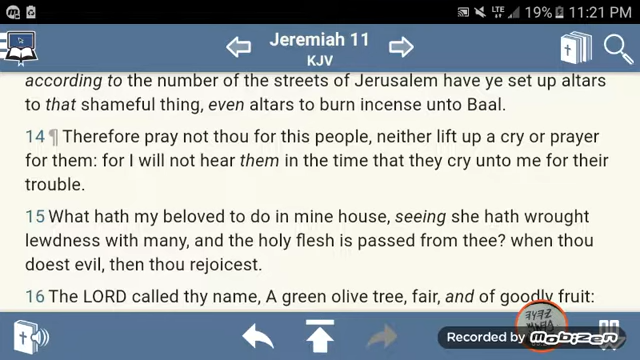 LTE 19% 11:21 PM
Jeremiah 11
KJV
according to the number of the streets of Jerusalem have ye set up altars
to that shameful thing, even altars to burn incense unto Baal.
14 ¶ Therefore pray not thou for this people, neither lift up a cry or prayer
for them: for I will not hear them in the time that they cry unto me for their
trouble.
15 What hath my beloved to do in mine house, seeing she hath wrought
lewdness with many, and the holy flesh is passed from thee? when thou
doest evil, then thou rejoicest.
16 The LORD called thy name, A green olive tree, fair, and of goodly fruit:
Recorded by mobizen